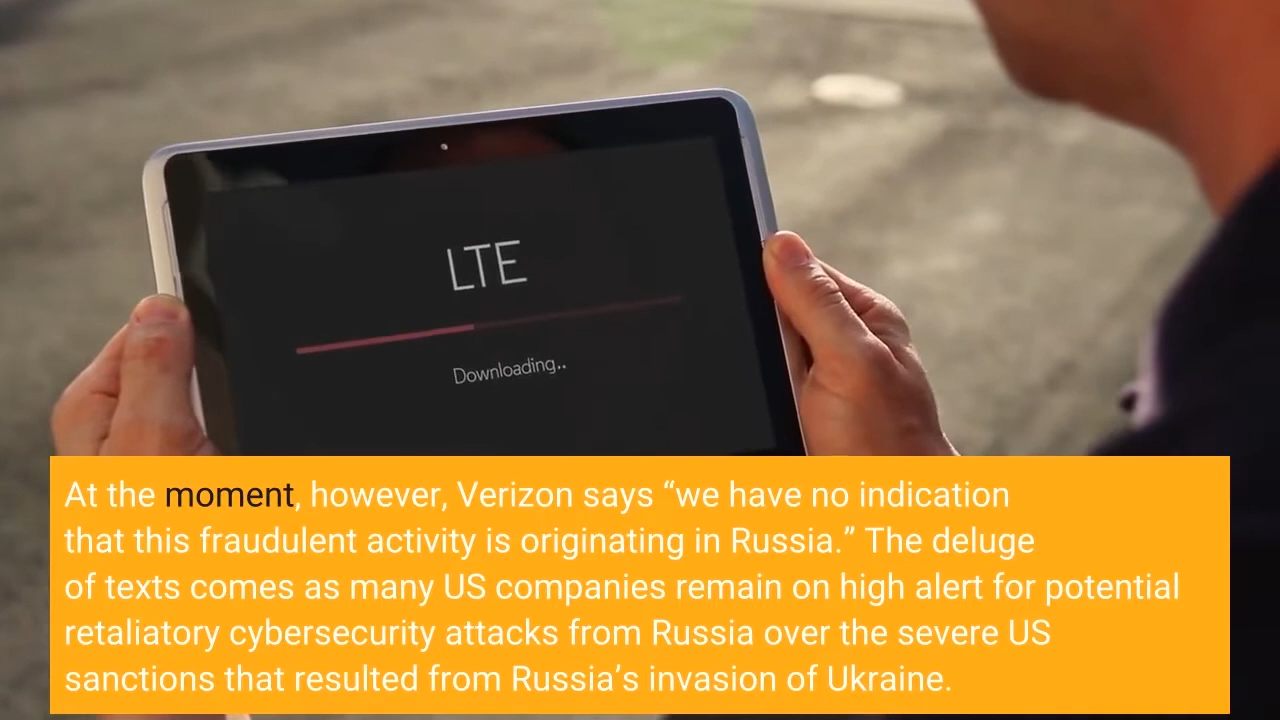 LTE
Downloading..
At the moment, however, Verizon says “we have no indication
that this fraudulent activity is originating in Russia.” The deluge
of texts comes as many US companies remain on high alert for potential
retaliatory cybersecurity attacks from Russia over the severe US
sanctions that resulted from Russia’s invasion of Ukraine.